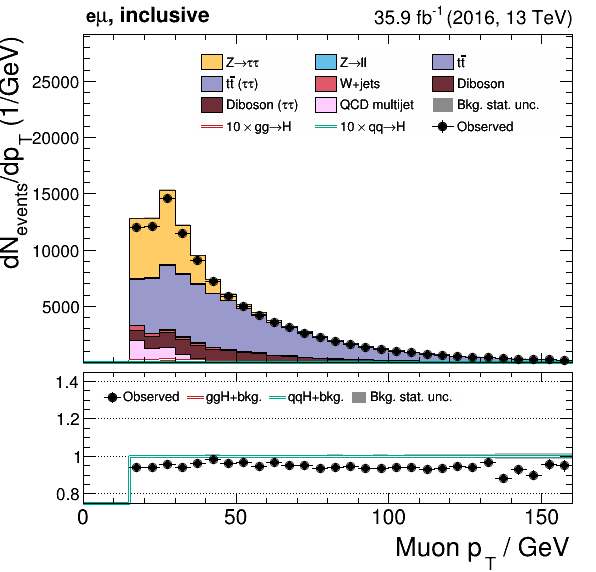 eμ, inclusive 35.9 fb⁻¹ (2016, 13 TeV)
dN_events/dp_T (1/GeV)
25000
20000
15000
10000
5000
Z→ττ Z→ll tt̄
tt̄ (ττ) W+jets Diboson
Diboson (ττ) QCD multijet Bkg. stat. unc.
10 × gg→H 10 × qq→H Observed
1.4
1.2
1
0.8
Observed ggH+bkg. qqH+bkg. Bkg. stat. unc.
0 50 100 150
Muon p_T / GeV